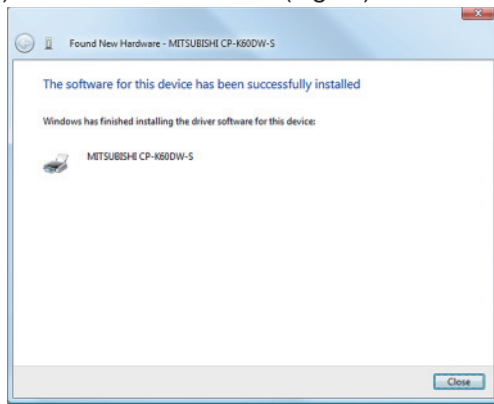 Found New Hardware - MITSUBISHI CP-K60DW-S
The software for this device has been successfully installed
Windows has finished installing the driver software for this device:
MITSUBISHI CP-K60DW-S
Close